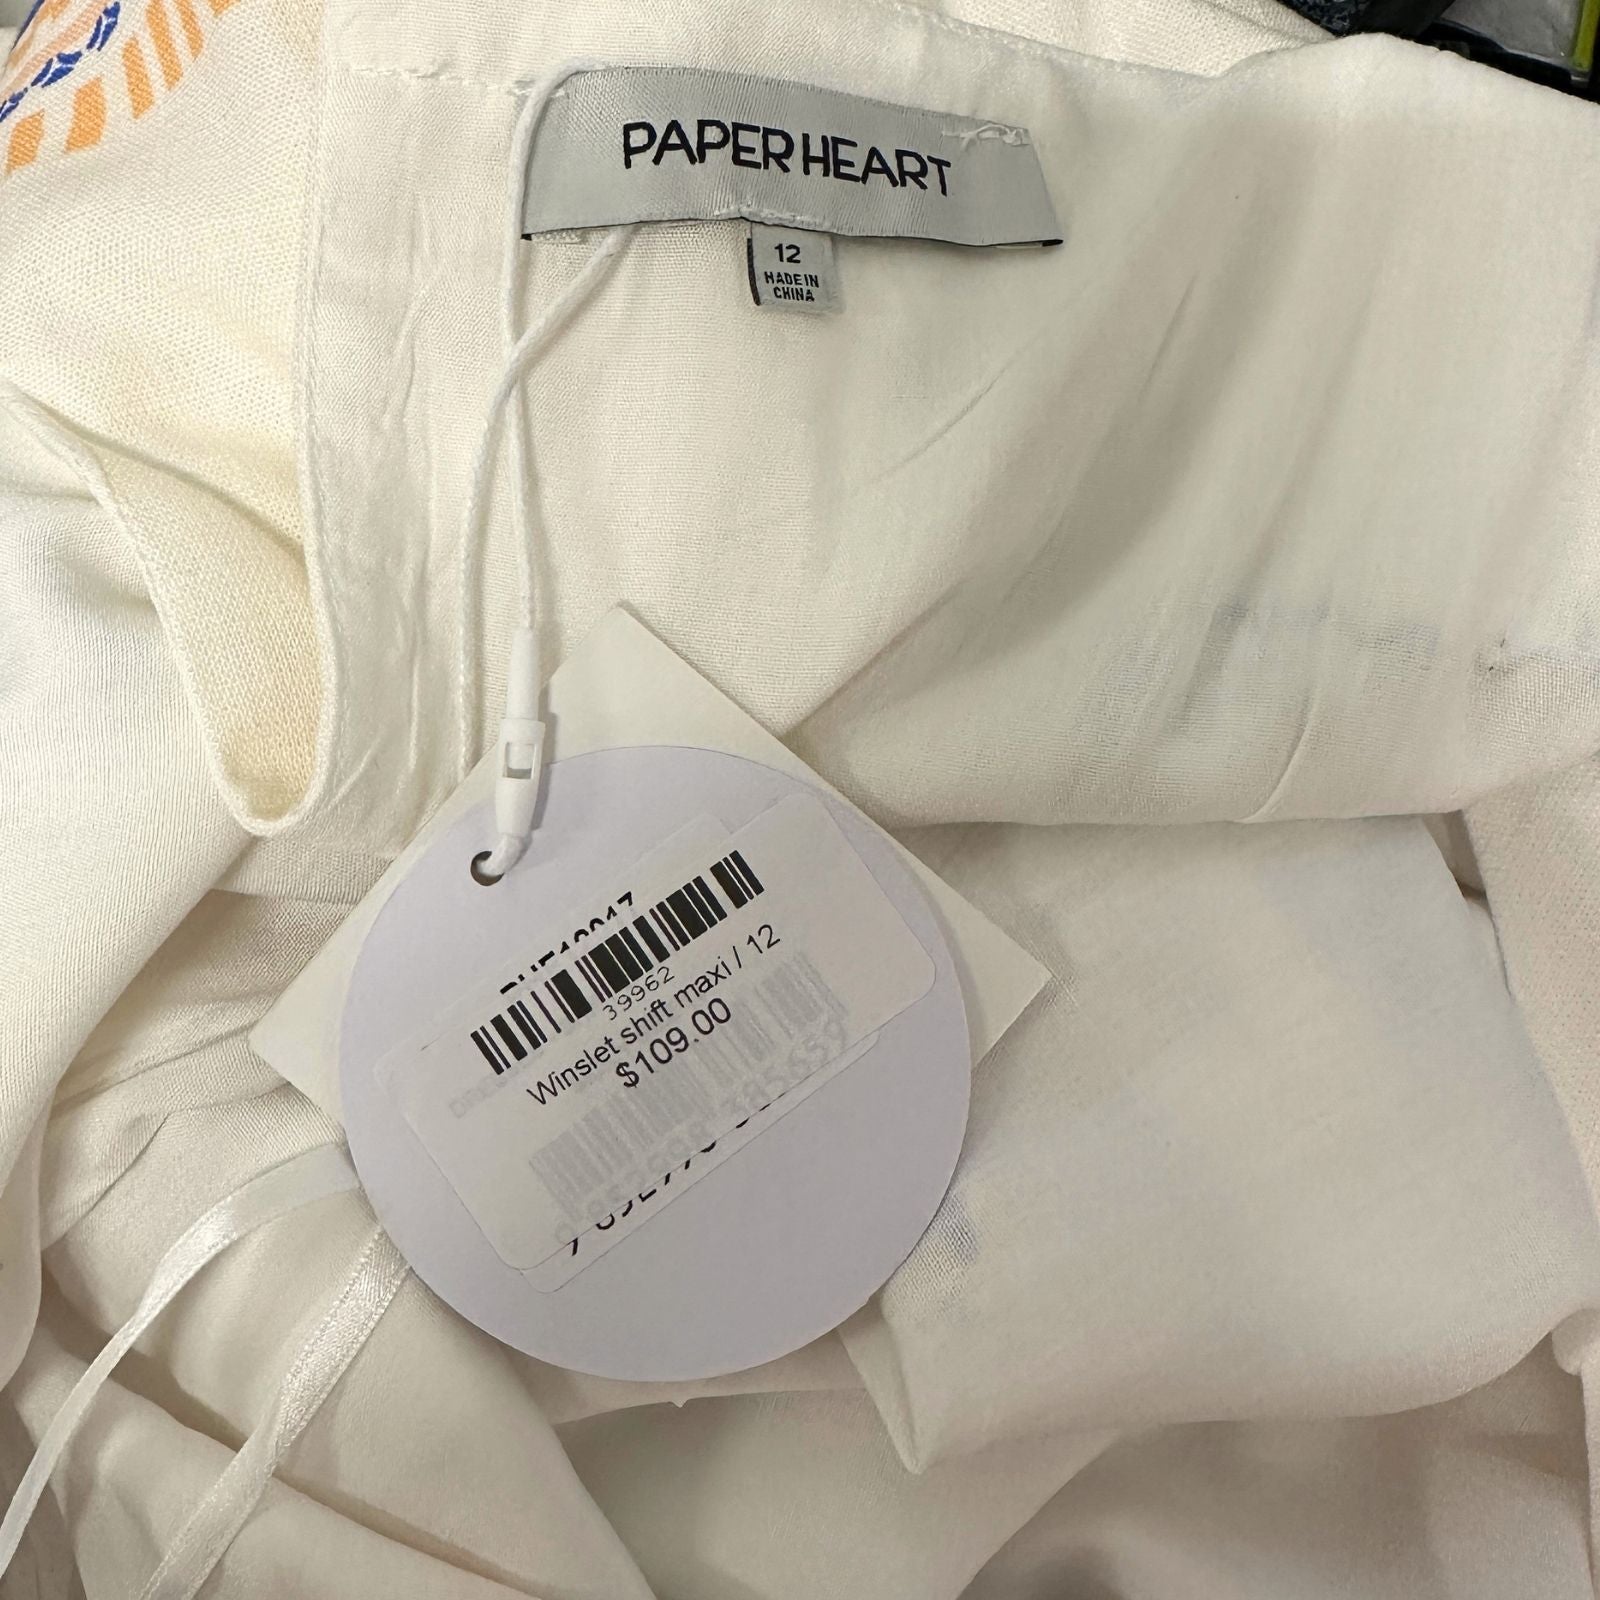 PAPERHEART
12
MADE IN
CHINA
39962
Winslet shift maxi / 12
$109.00